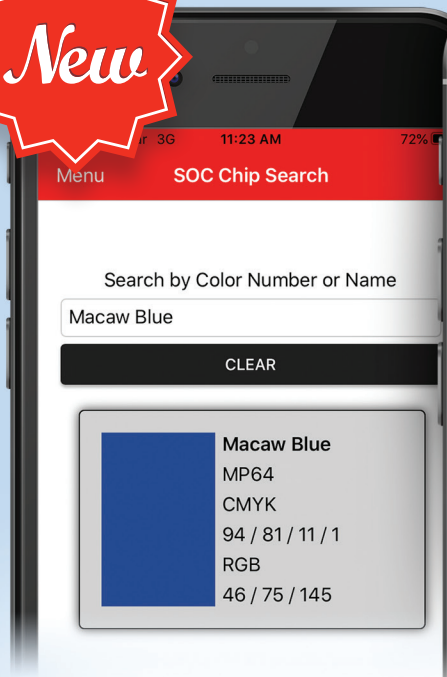 New
3G 11:23 AM 72%
Menu SOC Chip Search
Search by Color Number or Name
Macaw Blue
CLEAR
Macaw Blue
MP64
CMYK
94 / 81 / 11 / 1
RGB
46 / 75 / 145